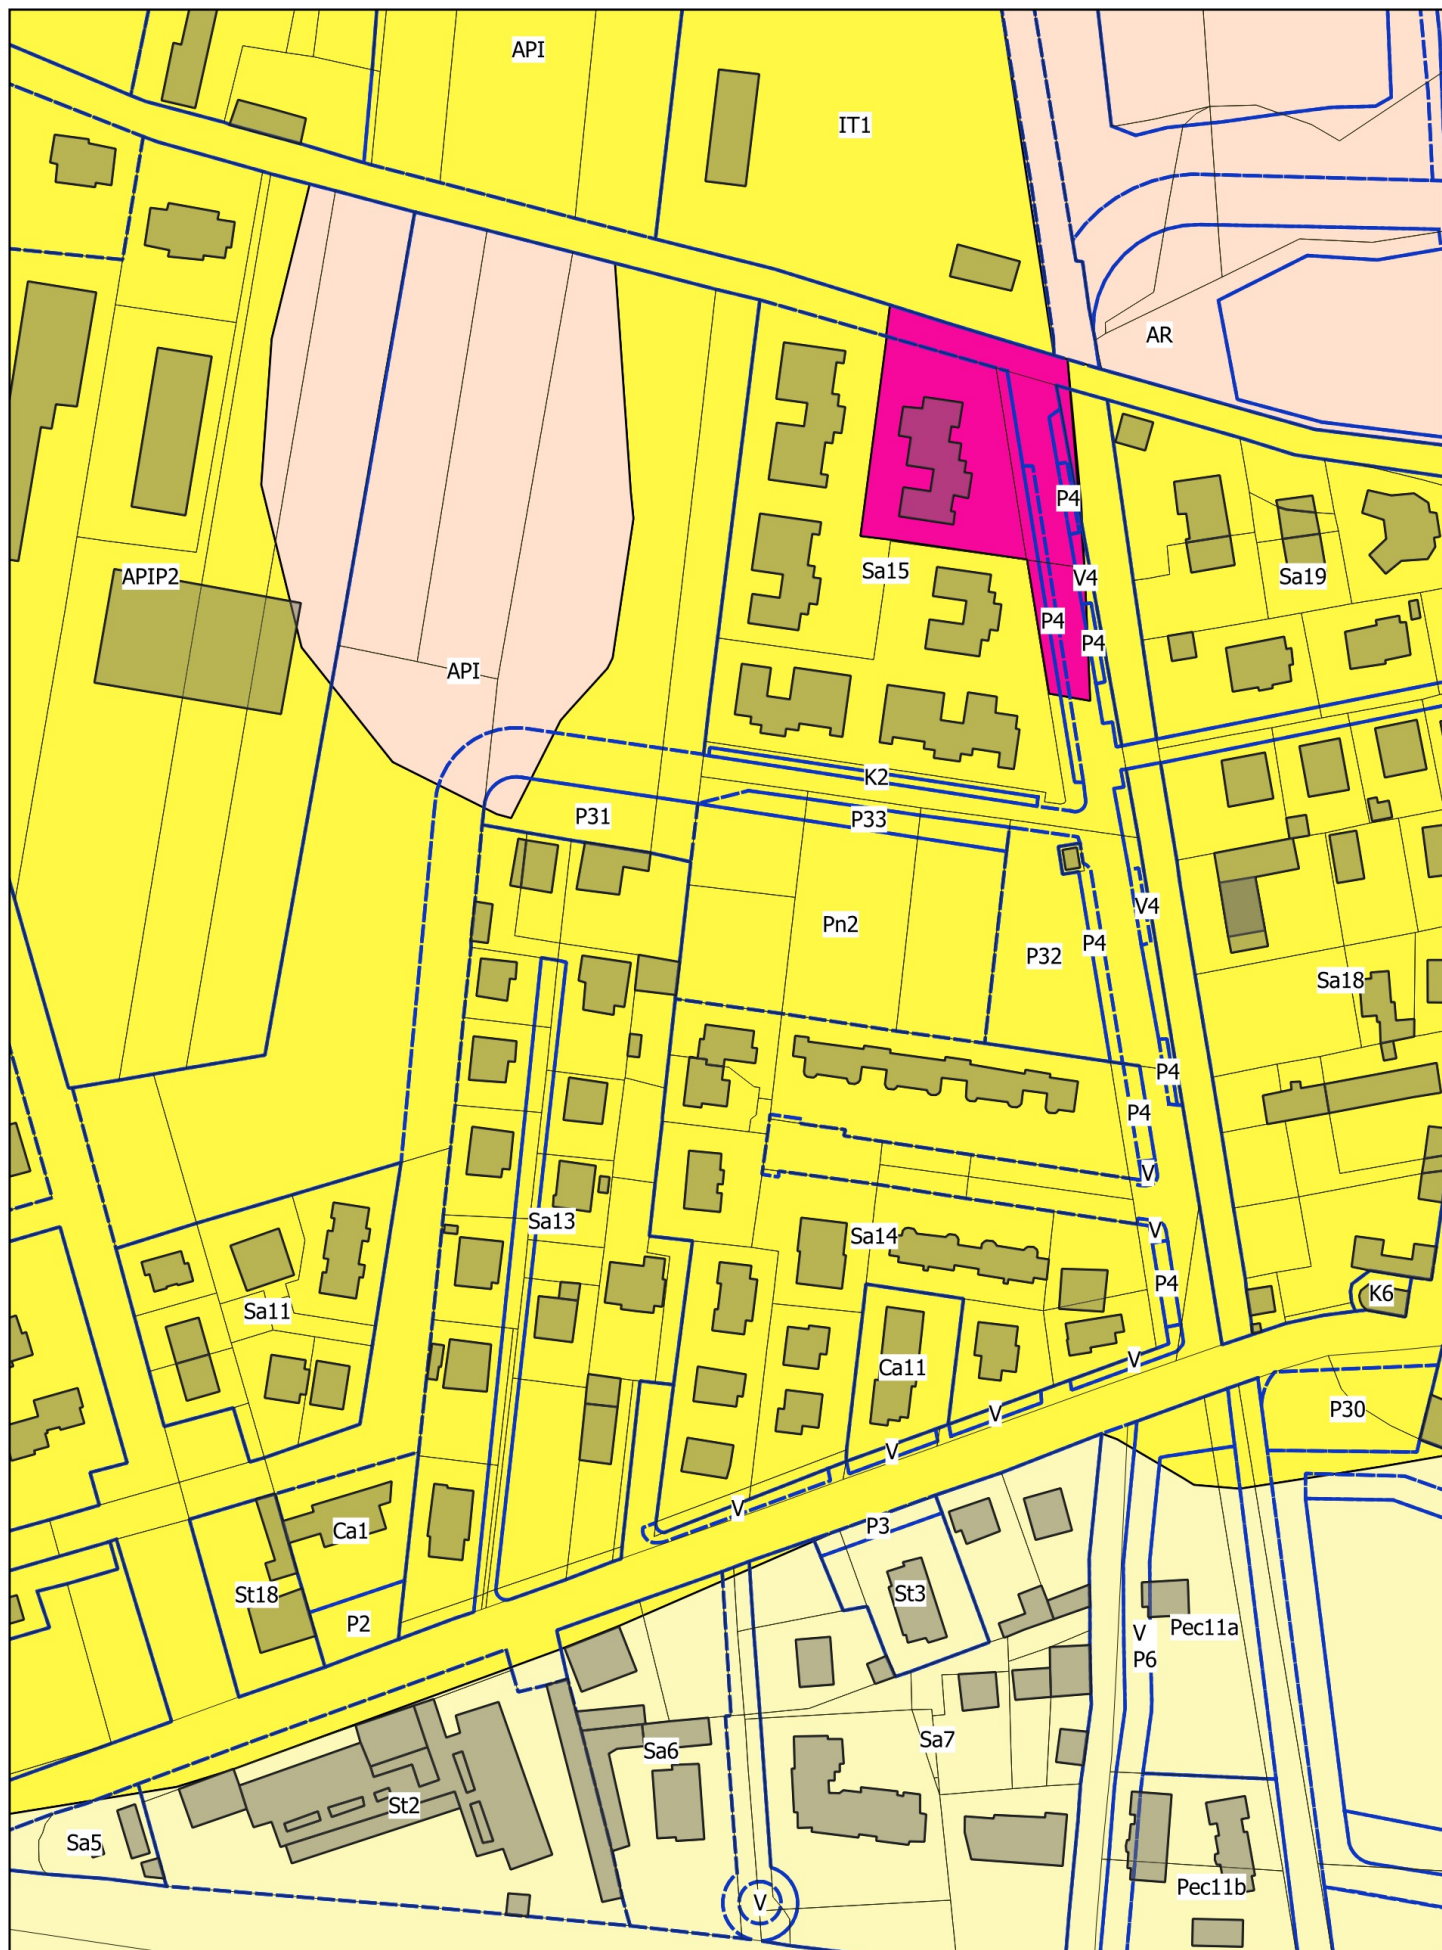 API
IT1
AR
P4
Sa15
APIP2
V4
Sa19
P4
P4
API
K2
P31
P33
V4
Pn2
P4
P32
Sa18
P4
P4
V
Sa13
V
Sa14
P4
K6
Sa11
V
Ca11
P30
V
V
V
P3
Ca1
St18
St3
P2
Pec11a
V
P6
Sa7
Sa6
St2
Sa5
Pec11b
V